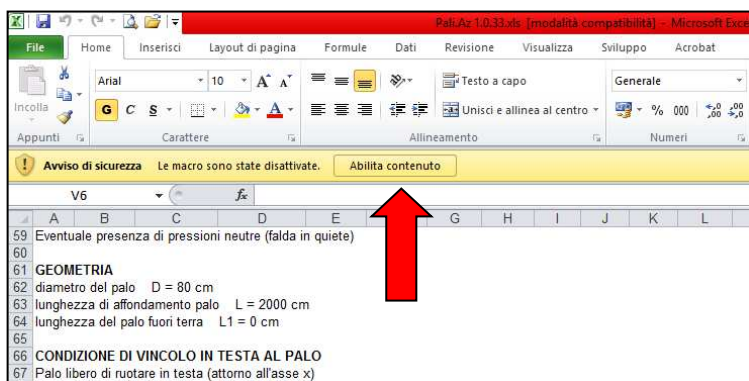 Pali.Az 1.0.33.xls [modalità compatibilità] - Microsoft Exce
File Home Inserisci Layout di pagina Formule Dati Revisione Visualizza Sviluppo Acrobat
Incolla Arial 10 A A Testo a capo Generale
G C S A Unisci e allinea al centro % 000 ,0 ,00 ,00 ,0
Appunti Carattere Allineamento Numeri
Avviso di sicurezza Le macro sono state disattivate. Abilita contenuto
V6 fx
A B C D E G H I J K L
59 Eventuale presenza di pressioni neutre (falda in quiete)
60
61 GEOMETRIA
62 diametro del palo D = 80 cm
63 lunghezza di affondamento palo L = 2000 cm
64 lunghezza del palo fuori terra L1 = 0 cm
65
66 CONDIZIONE DI VINCOLO IN TESTA AL PALO
67 Palo libero di ruotare in testa (attorno all'asse x)